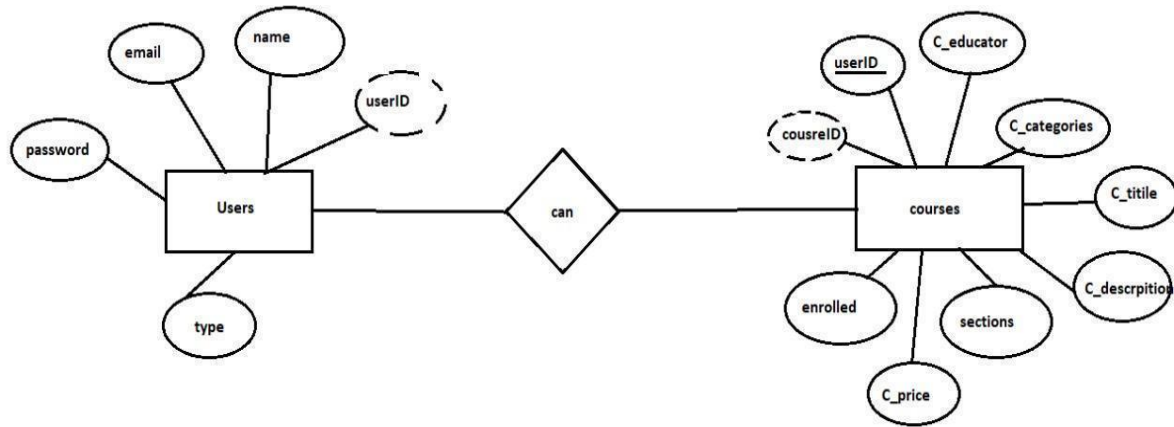 email
name
userID
password
Users
type
can
userID
C_educator
cousreID
C_categories
courses
C_titile
C_descrpition
enrolled
sections
C_price